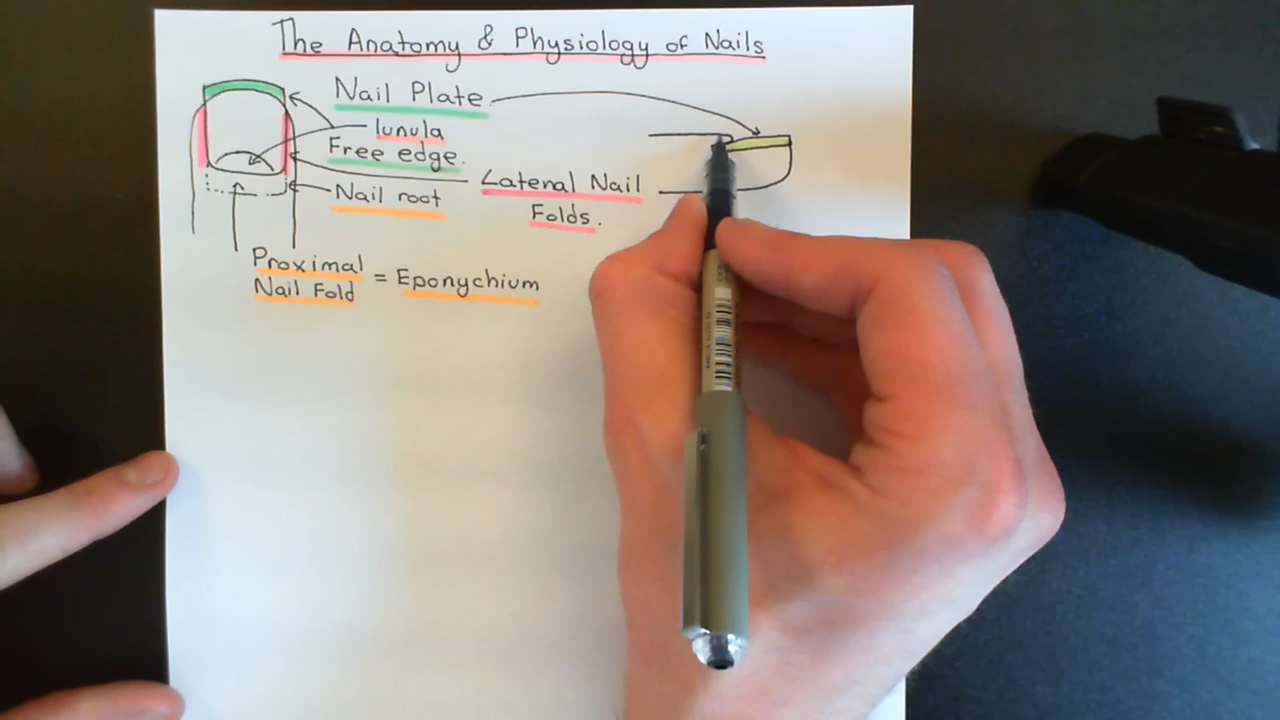 The Anatomy & Physiology of Nails
Nail Plate.
lunula
Free edge.
Lateral Nail
Folds.
Nail root
Proximal
Nail Fold
= Eponychium